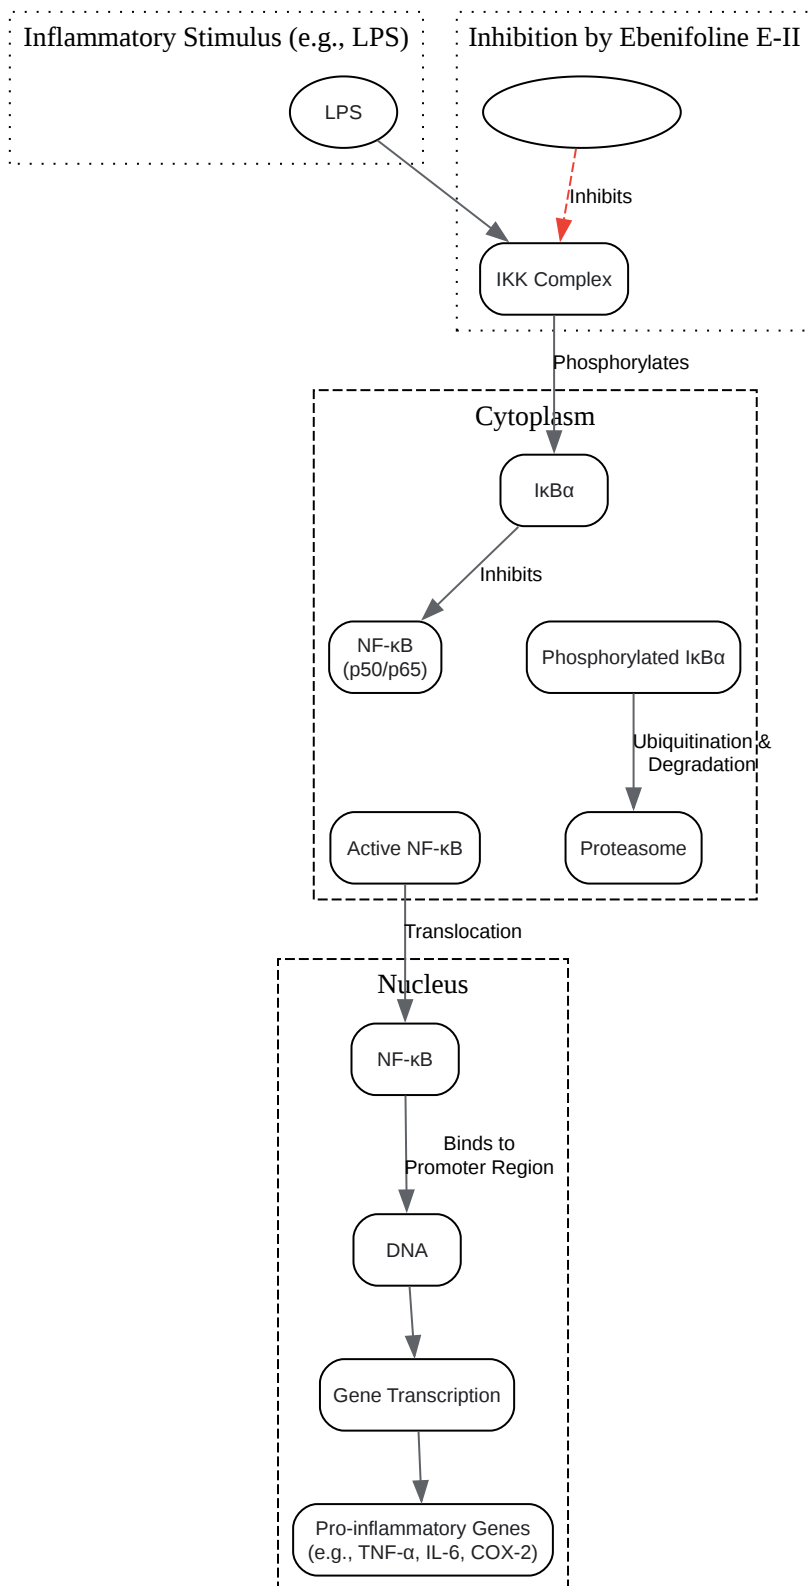 Inflammatory Stimulus (e.g., LPS)
Inhibition by Ebenifoline E-II
LPS
Inhibits
IKK Complex
Phosphorylates
Cytoplasm
IκBα
Inhibits
NF-κB
(p50/p65)
Phosphorylated IκBα
Ubiquitination &
Degradation
Active NF-κB
Proteasome
Translocation
Nucleus
NF-κB
Binds to
Promoter Region
DNA
Gene Transcription
Pro-inflammatory Genes
(e.g., TNF-α, IL-6, COX-2)